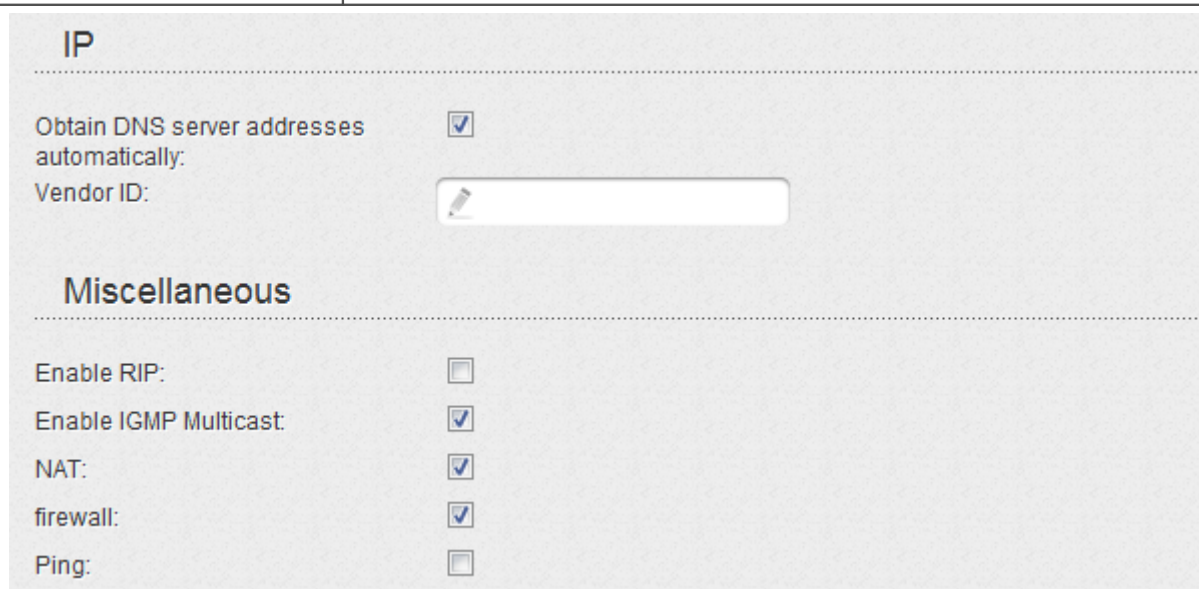 IP
Obtain DNS server addresses
automatically:
Vendor ID:
Miscellaneous
Enable RIP:
Enable IGMP Multicast:
NAT:
firewall:
Ping: